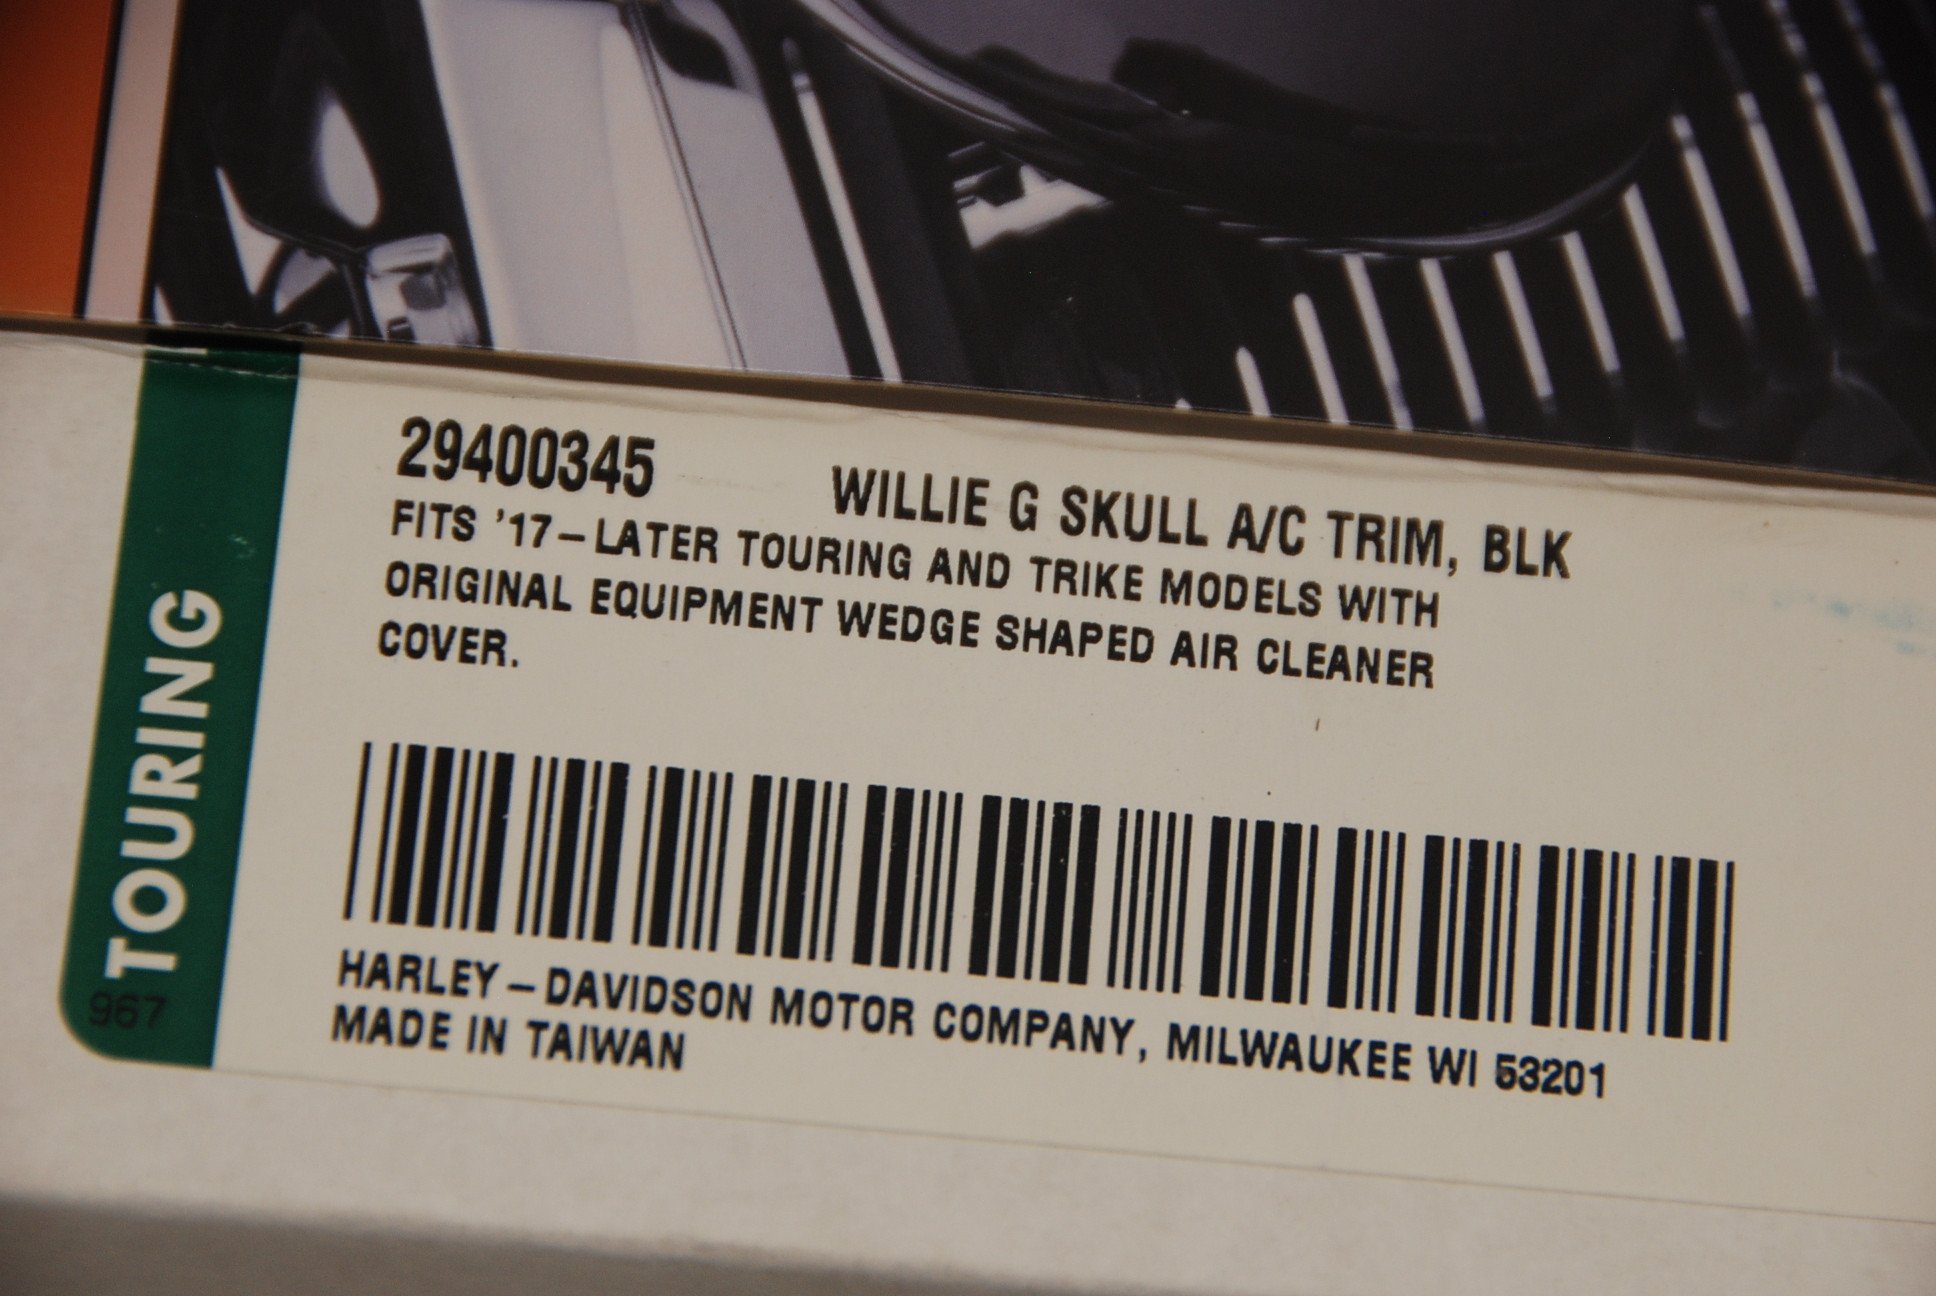 29400345 WILLIE G SKULL A/C TRIM, BLK
FITS '17-LATER TOURING AND TRIKE MODELS WITH
ORIGINAL EQUIPMENT WEDGE SHAPED AIR CLEANER
COVER.
HARLEY-DAVIDSON MOTOR COMPANY, MILWAUKEE WI 53201
MADE IN TAIWAN
TOURING
967